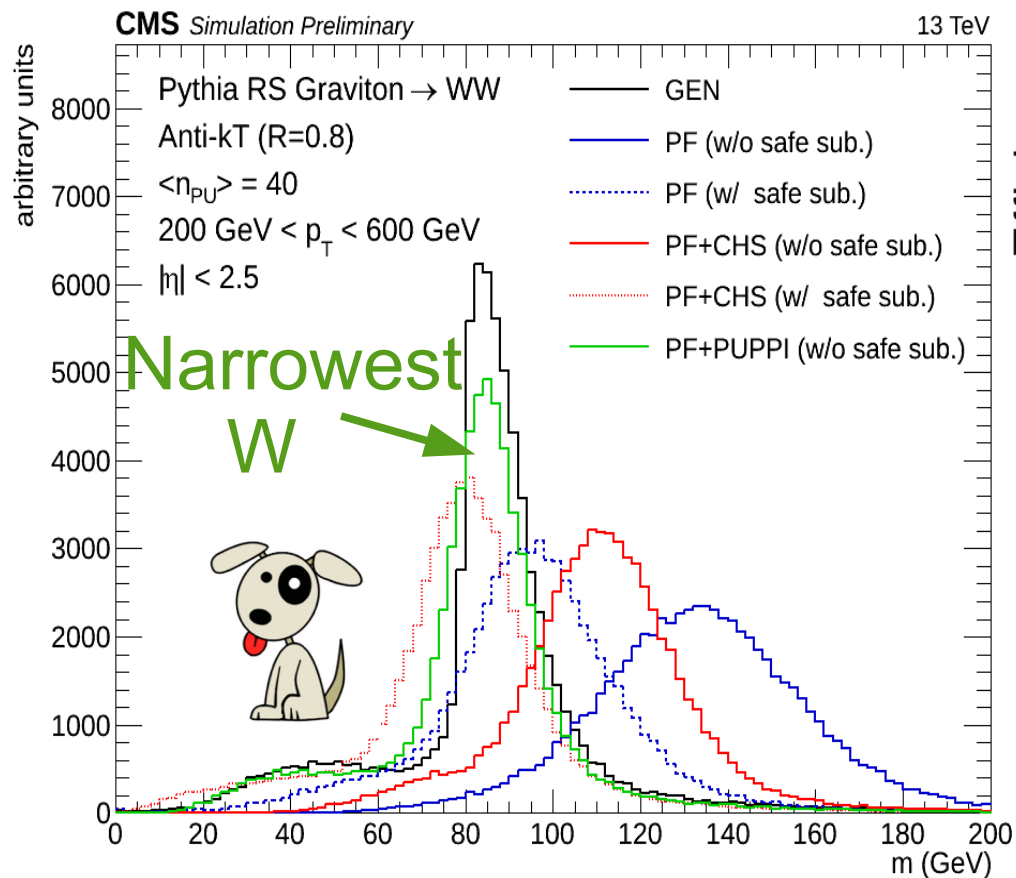 CMS Simulation Preliminary 13 TeV
arbitrary units
8000
7000
6000
5000
4000
3000
2000
1000
0
Pythia RS Graviton → WW
Anti-kT (R=0.8)
<n_PU> = 40
200 GeV < p_T < 600 GeV
|η| < 2.5
GEN
PF (w/o safe sub.)
PF (w/ safe sub.)
PF+CHS (w/o safe sub.)
PF+CHS (w/ safe sub.)
PF+PUPPI (w/o safe sub.)
Narrowest
W
0 20 40 60 80 100 120 140 160 180 200
m (GeV)